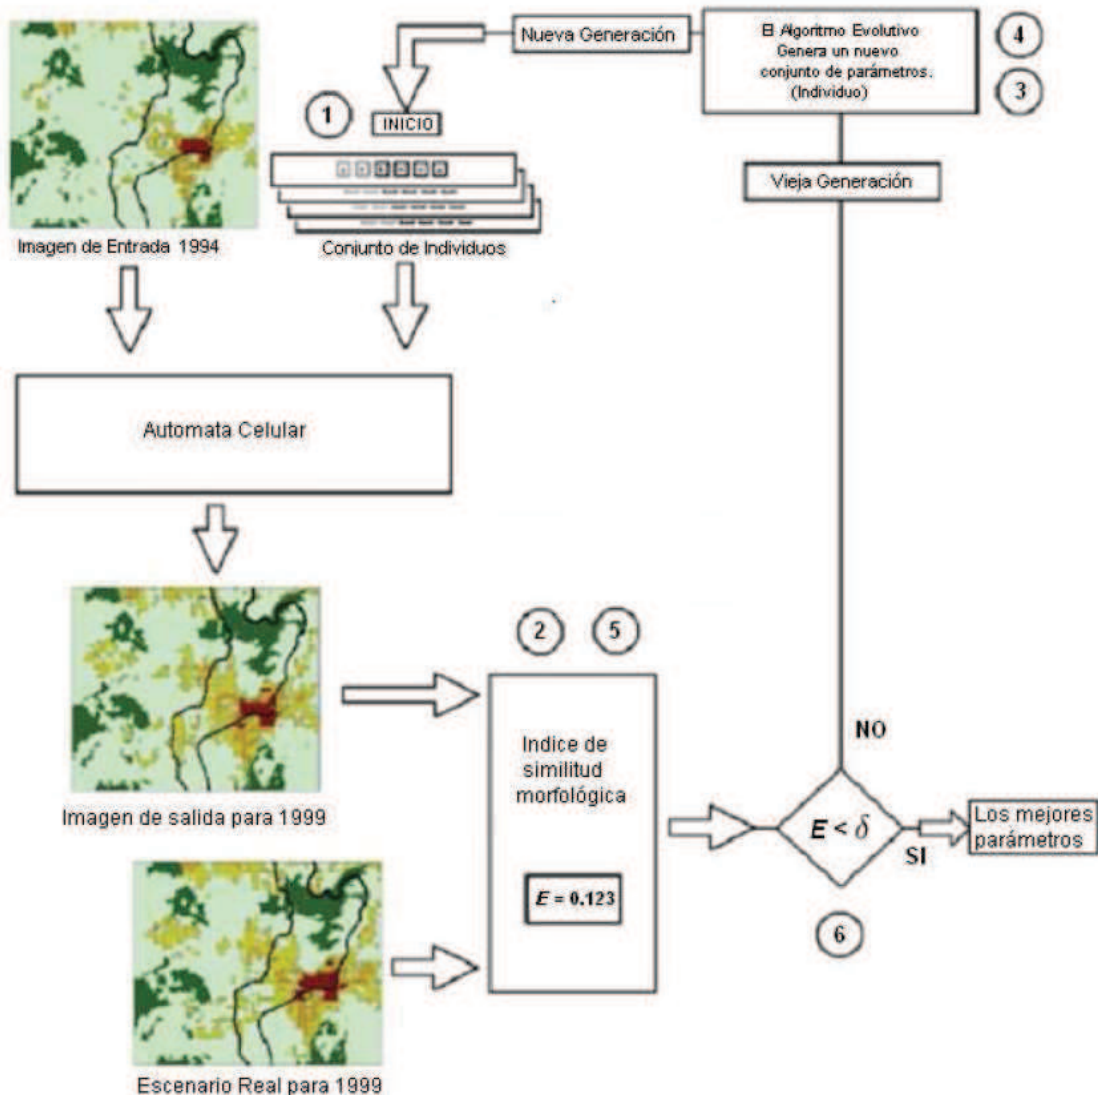 Nueva Generación
El Algoritmo Evolutivo
Genera un nuevo
conjunto de parámetros.
(Individuo)
4
3
1
INICIO
Vieja Generación
Imagen de Entrada 1994
Conjunto de Individuos
Automata Celular
2
5
Indice de
similitud
morfológica
E = 0.123
Imagen de salida para 1999
NO
E < δ
SI
Los mejores
parámetros
6
Escenario Real para 1999